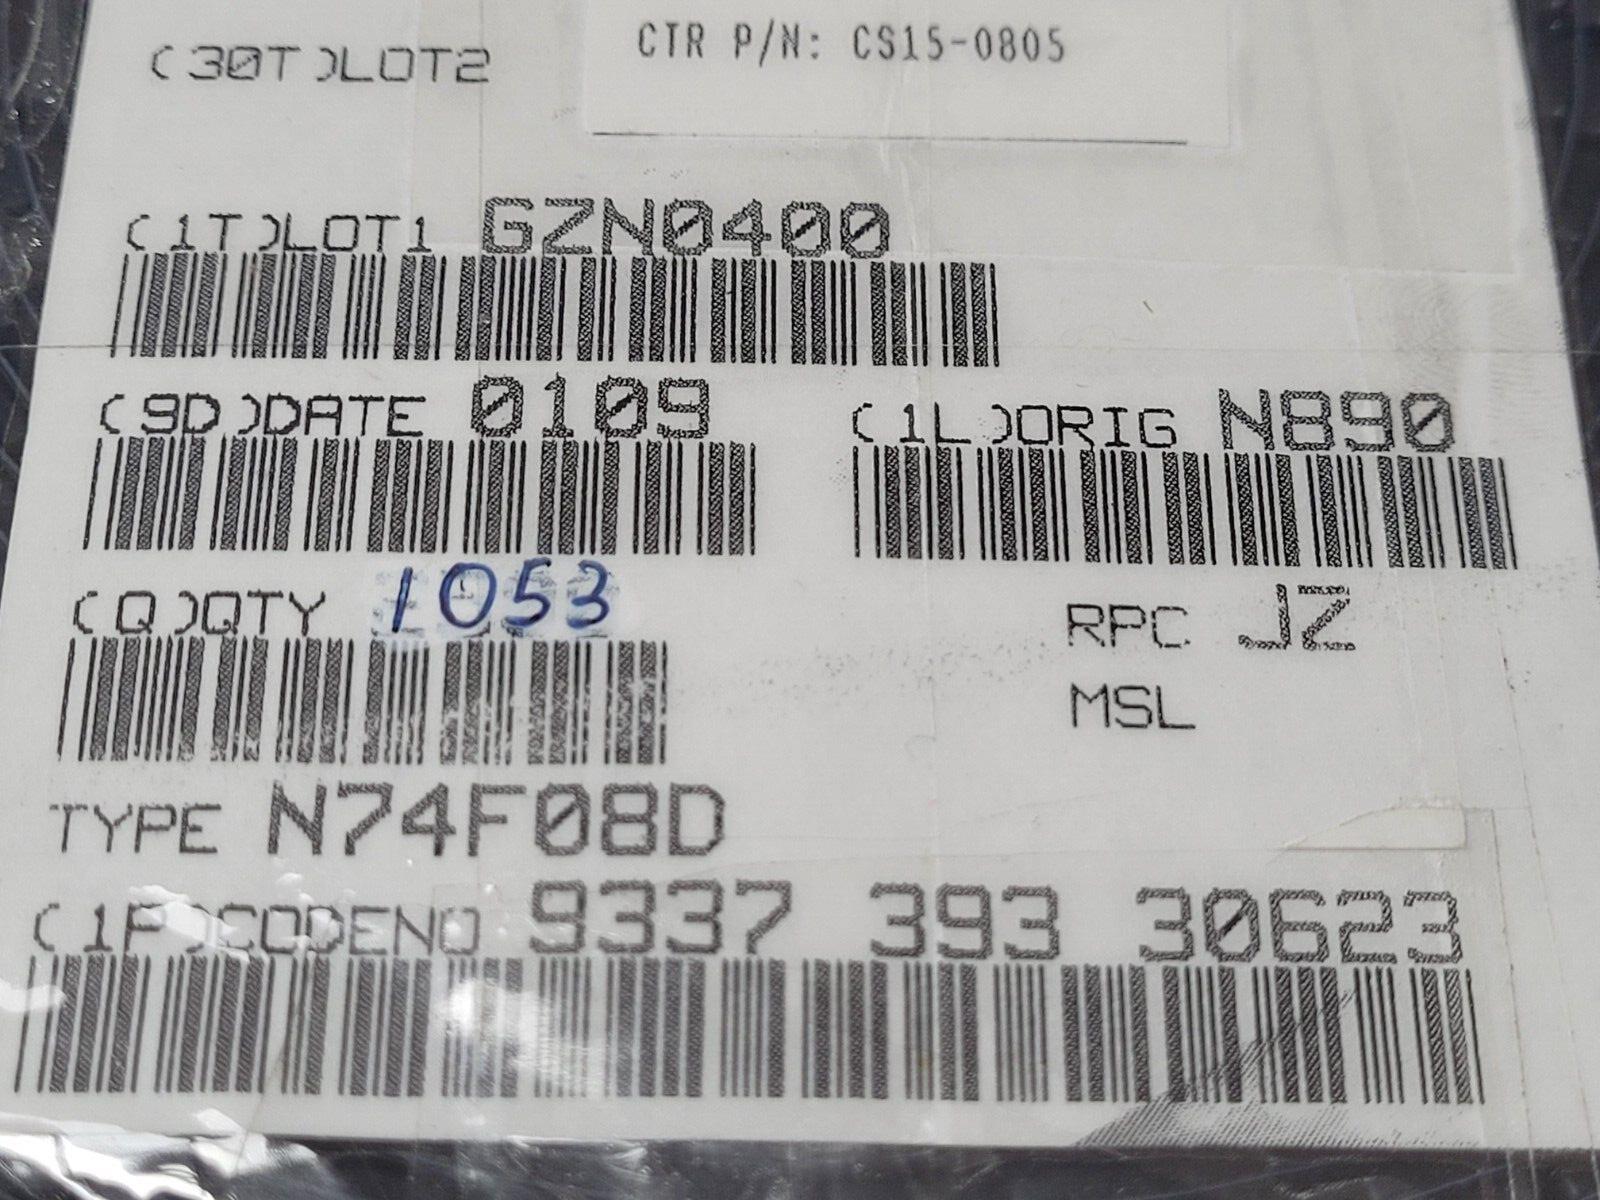 CTR P/N: CS15-0805
(30T)LOT2
(1T)LOT1 GZN0400
(9D)DATE 0109
(1L)ORIG N890
(Q)QTY 1053
RPC JZ
MSL
TYPE N74F08D
(1P)CODENO 9337 393 30623